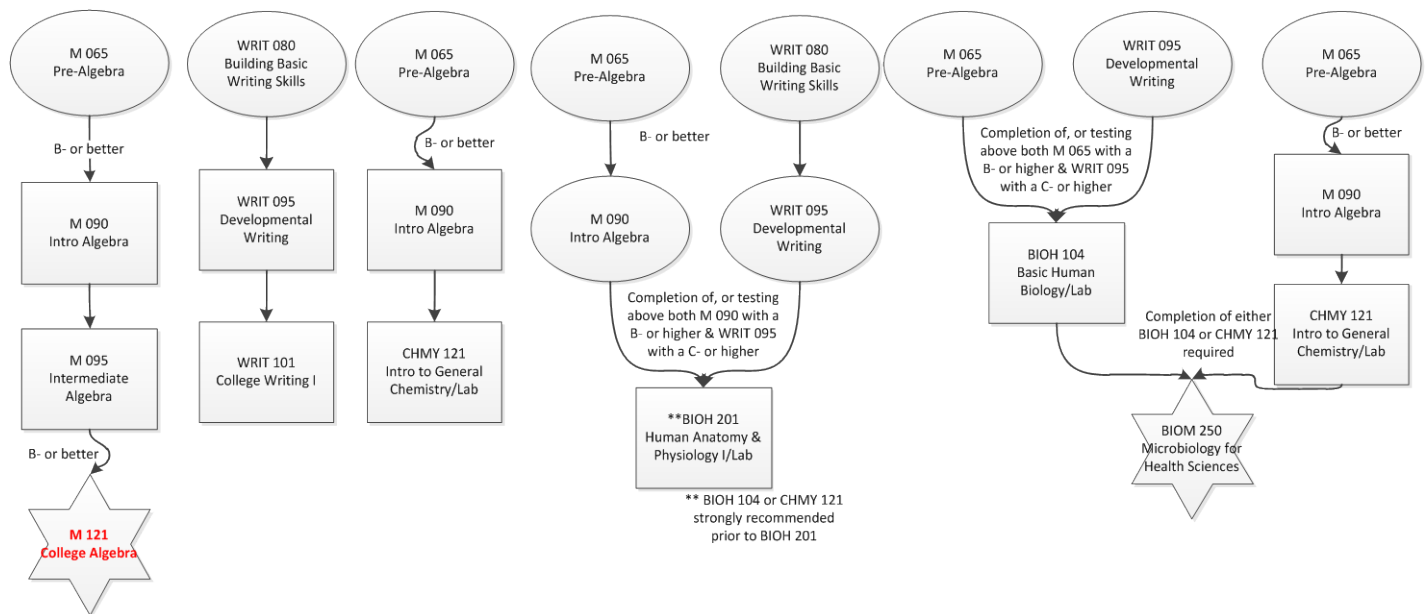 M 065
Pre-Algebra
B- or better
M 090
Intro Algebra
M 095
Intermediate
Algebra
B- or better
M 121
College Algebra
WRIT 080
Building Basic
Writing Skills
WRIT 095
Developmental
Writing
WRIT 101
College Writing I
M 065
Pre-Algebra
B- or better
M 090
Intro Algebra
CHMY 121
Intro to General
Chemistry/Lab
M 065
Pre-Algebra
B- or better
M 090
Intro Algebra
WRIT 080
Building Basic
Writing Skills
WRIT 095
Developmental
Writing
Completion of, or testing
above both M 090 with a
B- or higher & WRIT 095
with a C- or higher
**BIOH 201
Human Anatomy &
Physiology I/Lab
** BIOH 104 or CHMY 121
strongly recommended
prior to BIOH 201
M 065
Pre-Algebra
WRIT 095
Developmental
Writing
Completion of, or testing
above both M 065 with a
B- or higher & WRIT 095
with a C- or higher
BIOH 104
Basic Human
Biology/Lab
M 065
Pre-Algebra
B- or better
M 090
Intro Algebra
CHMY 121
Intro to General
Chemistry/Lab
Completion of either
BIOH 104 or CHMY 121
required
BIOM 250
Microbiology for
Health Sciences